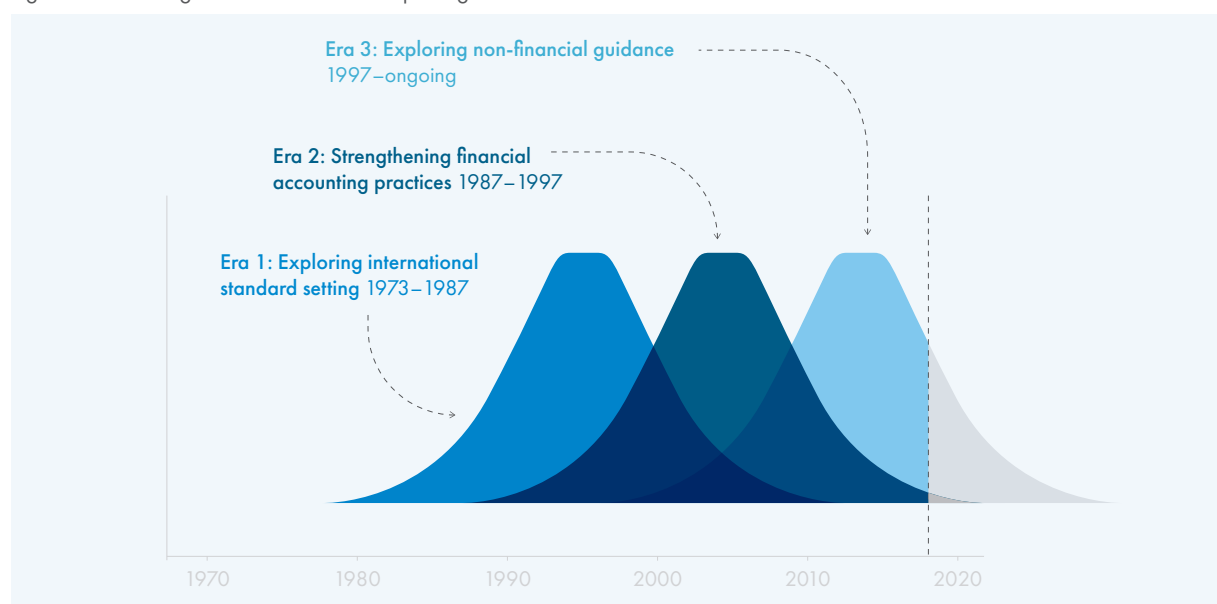 Era 3: Exploring non-financial guidance
1997–ongoing
Era 2: Strengthening financial
accounting practices 1987–1997
Era 1: Exploring international
standard setting 1973–1987
1970 1980 1990 2000 2010 2020